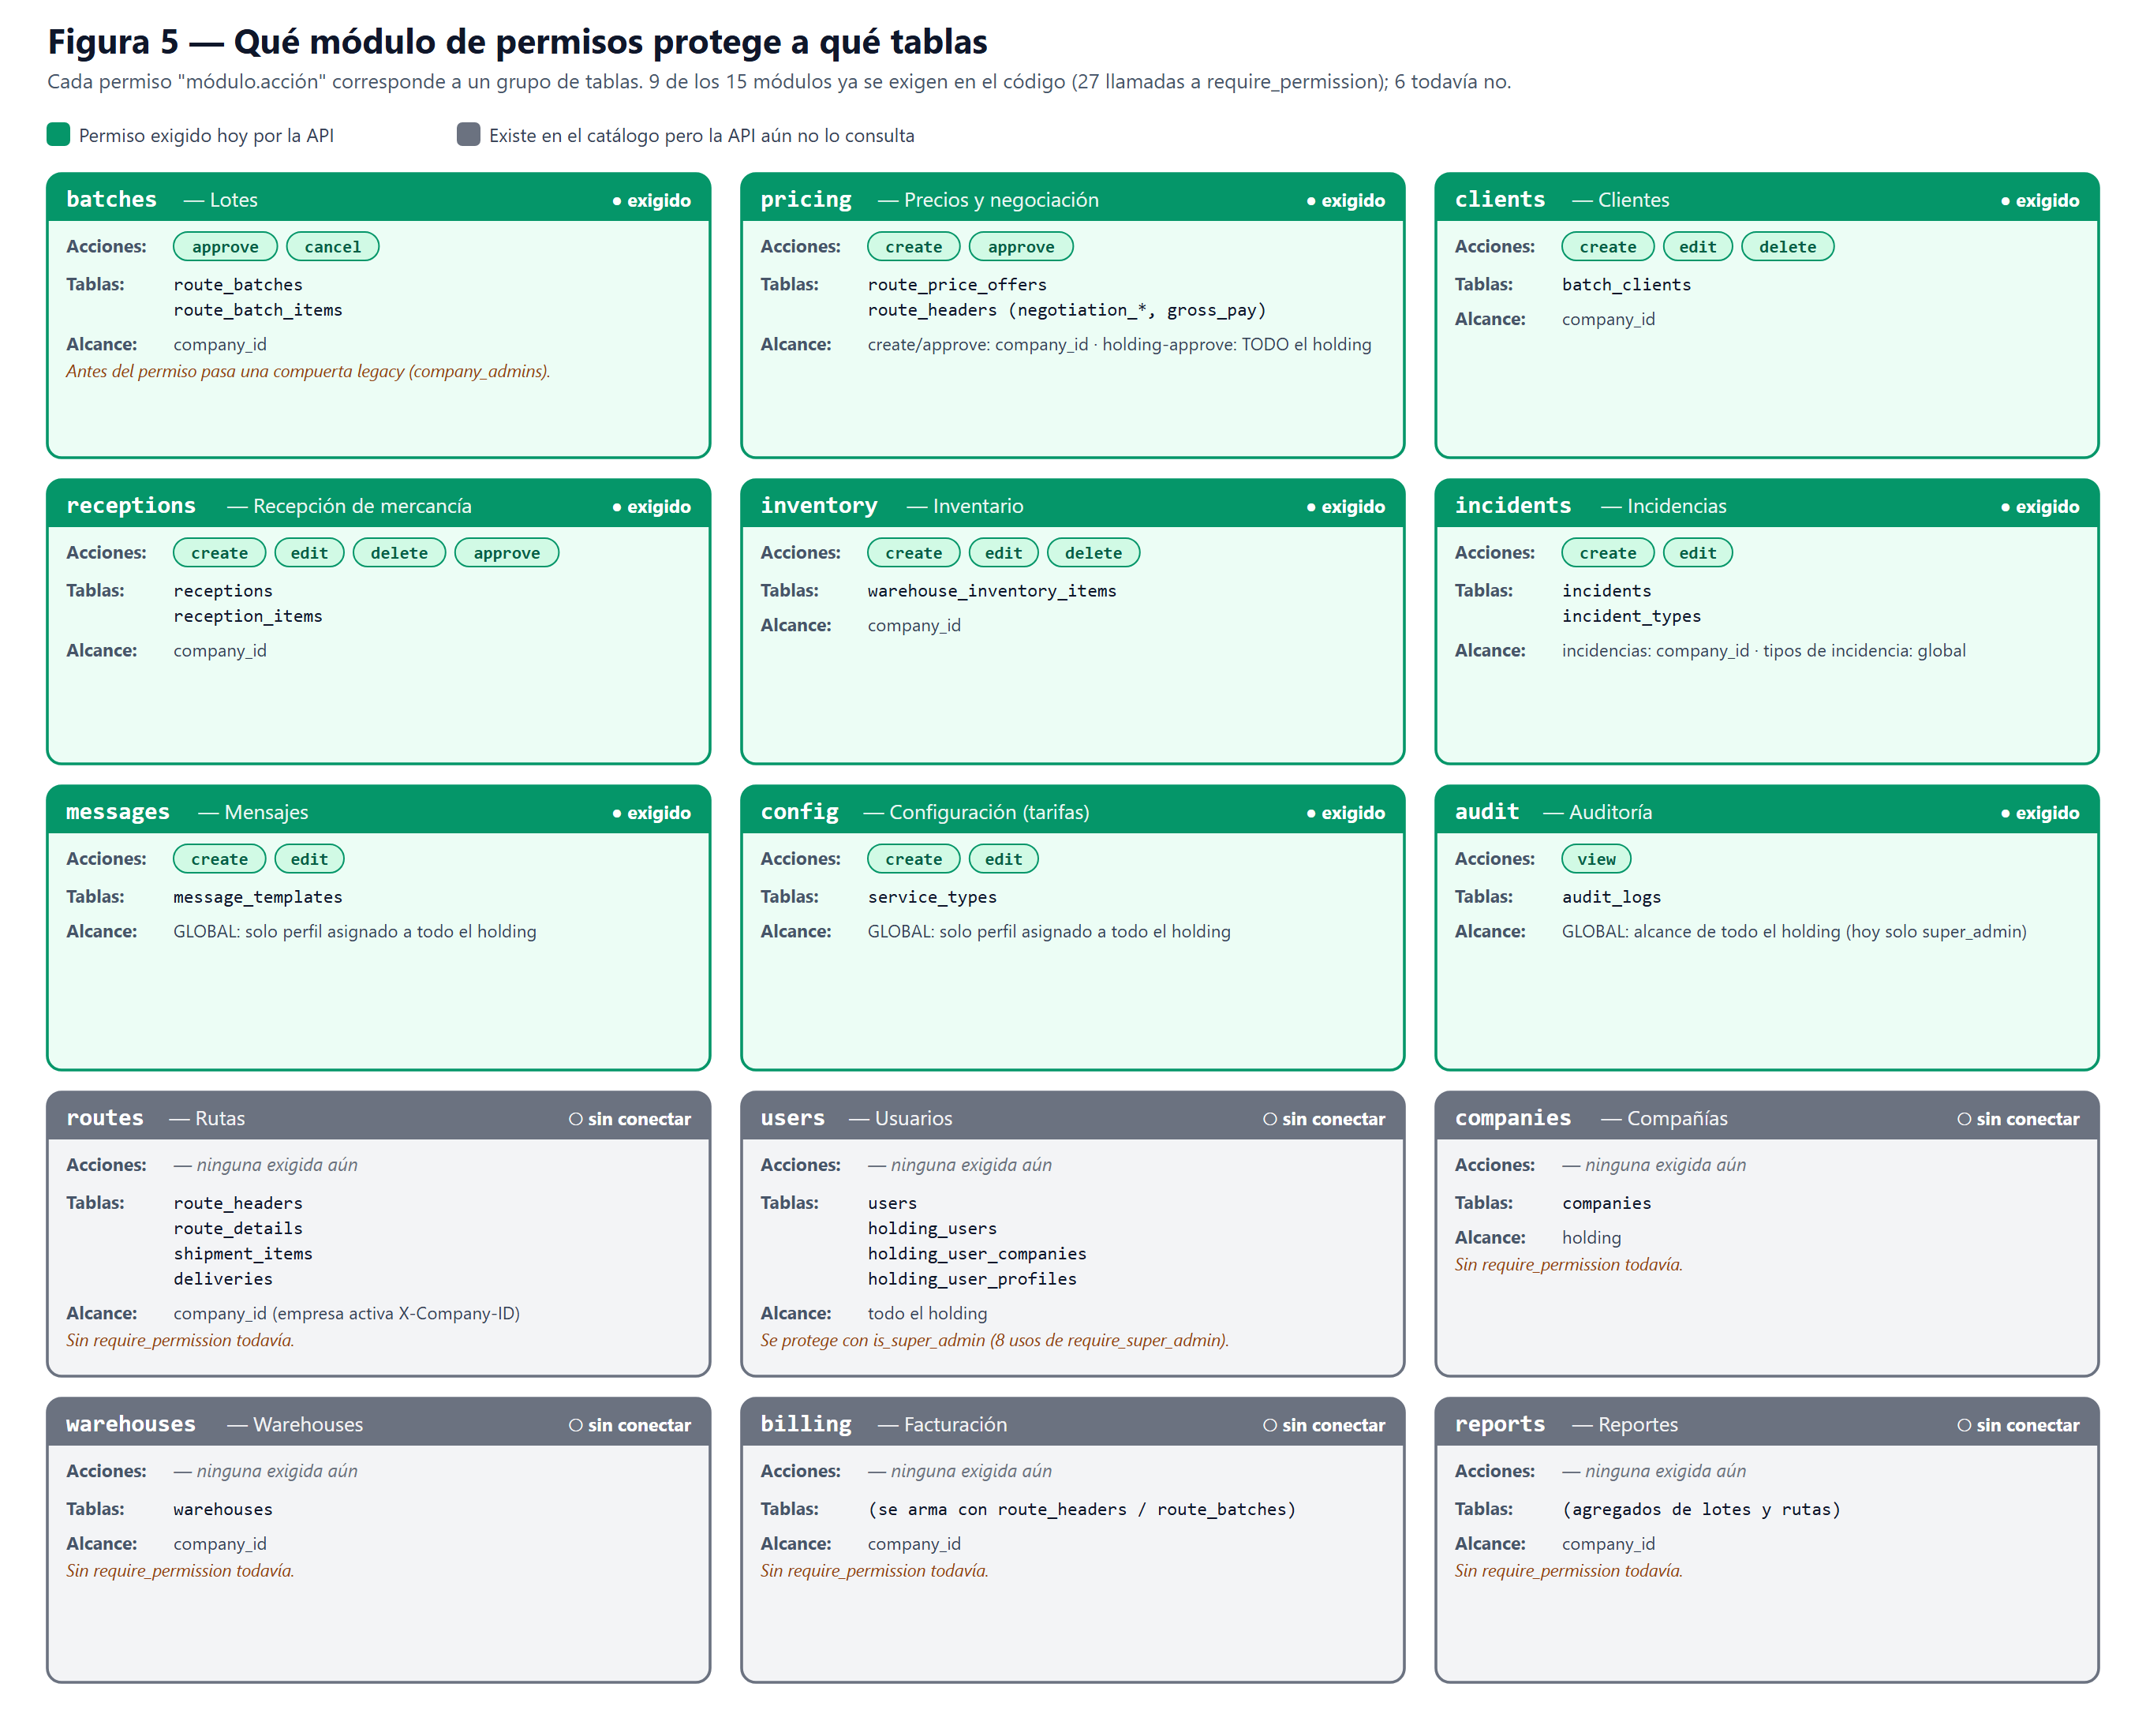 Figura 5 — Qué módulo de permisos protege a qué tablas
Cada permiso "módulo.acción" corresponde a un grupo de tablas. 9 de los 15 módulos ya se exigen en el código (27 llamadas a require_permission); 6 todavía no.
Permiso exigido hoy por la API
Existe en el catálogo pero la API aún no lo consulta
batches — Lotes ● exigido
Acciones: approve cancel
Tablas: route_batches
route_batch_items
Alcance: company_id
Antes del permiso pasa una compuerta legacy (company_admins).
pricing — Precios y negociación ● exigido
Acciones: create approve
Tablas: route_price_offers
route_headers (negotiation_*, gross_pay)
Alcance: create/approve: company_id · holding-approve: TODO el holding
clients — Clientes ● exigido
Acciones: create edit delete
Tablas: batch_clients
Alcance: company_id
receptions — Recepción de mercancía ● exigido
Acciones: create edit delete approve
Tablas: receptions
reception_items
Alcance: company_id
inventory — Inventario ● exigido
Acciones: create edit delete
Tablas: warehouse_inventory_items
Alcance: company_id
incidents — Incidencias ● exigido
Acciones: create edit
Tablas: incidents
incident_types
Alcance: incidencias: company_id · tipos de incidencia: global
messages — Mensajes ● exigido
Acciones: create edit
Tablas: message_templates
Alcance: GLOBAL: solo perfil asignado a todo el holding
config — Configuración (tarifas) ● exigido
Acciones: create edit
Tablas: service_types
Alcance: GLOBAL: solo perfil asignado a todo el holding
audit — Auditoría ● exigido
Acciones: view
Tablas: audit_logs
Alcance: GLOBAL: alcance de todo el holding (hoy solo super_admin)
routes — Rutas ○ sin conectar
Acciones: — ninguna exigida aún
Tablas: route_headers
route_details
shipment_items
deliveries
Alcance: company_id (empresa activa X-Company-ID)
Sin require_permission todavía.
users — Usuarios ○ sin conectar
Acciones: — ninguna exigida aún
Tablas: users
holding_users
holding_user_companies
holding_user_profiles
Alcance: todo el holding
Se protege con is_super_admin (8 usos de require_super_admin).
companies — Compañías ○ sin conectar
Acciones: — ninguna exigida aún
Tablas: companies
Alcance: holding
Sin require_permission todavía.
warehouses — Warehouses ○ sin conectar
Acciones: — ninguna exigida aún
Tablas: warehouses
Alcance: company_id
Sin require_permission todavía.
billing — Facturación ○ sin conectar
Acciones: — ninguna exigida aún
Tablas: (se arma con route_headers / route_batches)
Alcance: company_id
Sin require_permission todavía.
reports — Reportes ○ sin conectar
Acciones: — ninguna exigida aún
Tablas: (agregados de lotes y rutas)
Alcance: company_id
Sin require_permission todavía.